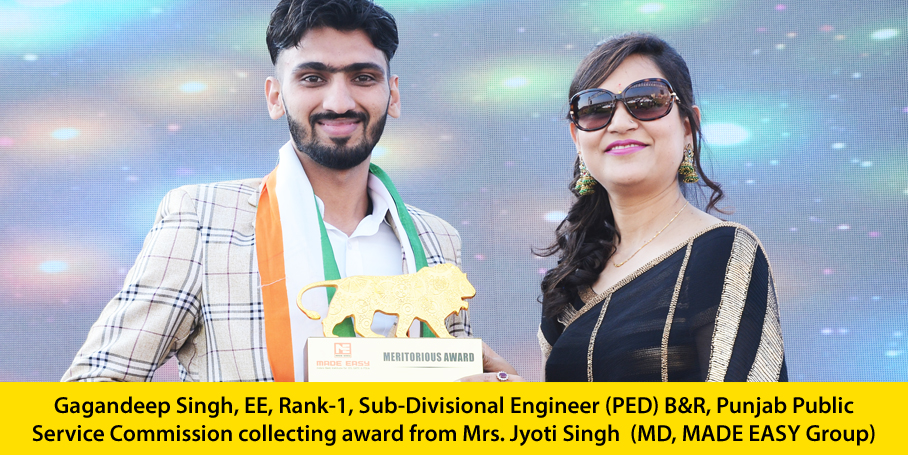 MADE EASY
MERITORIOUS AWARD
Gagandeep Singh, EE, Rank-1, Sub-Divisional Engineer (PED) B&R, Punjab Public
Service Commission collecting award from Mrs. Jyoti Singh (MD, MADE EASY Group)